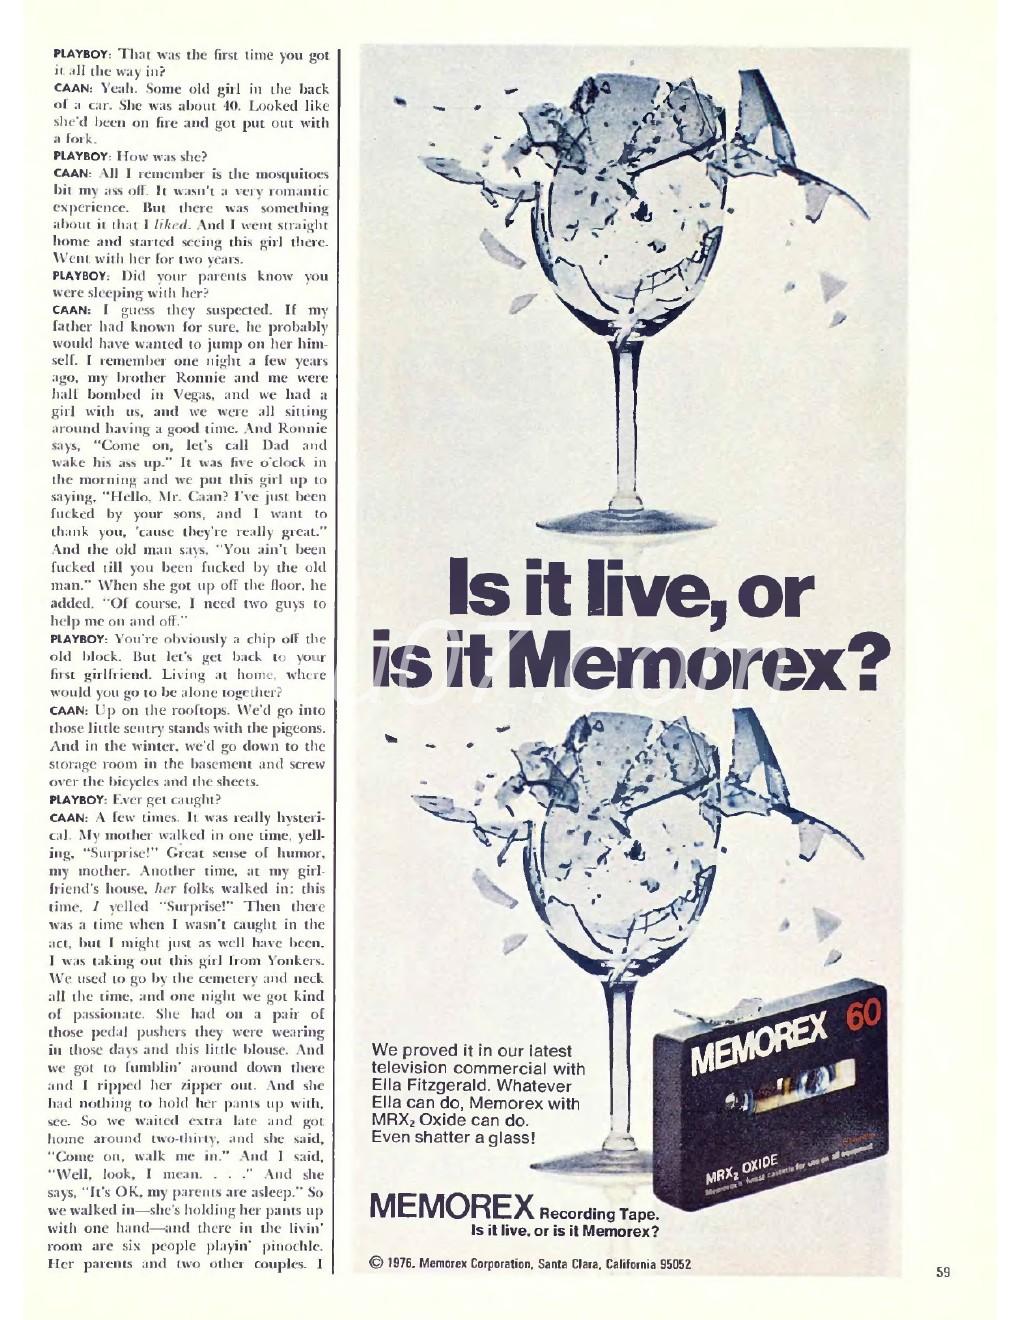 PLAYBOY: That was the first time you got
it all the way in?
CAAN: Yeah. Some old girl in the back
of a car. She was about 40. Looked like
she'd been on fire and got put out with
a fork.
PLAYBOY: How was she?
CAAN: All I remember is the mosquitoes
bit my ass off. It wasn't a very romantic
experience. But there was something
about it that I liked. And I went straight
home and started seeing this girl there.
Went with her for two years.
PLAYBOY: Did your parents know you
were sleeping with her?
CAAN: I guess they suspected. If my
father had known for sure, he probably
would have wanted to jump on her him-
self. I remember one night a few years
ago, my brother Ronnie and me were
half bombed in Vegas, and we had a
girl with us, and we were all sitting
around having a good time. And Ronnie
says, "Come on, let's call Dad and
wake his ass up." It was five o'clock in
the morning and we put this girl up to
saying, "Hello, Mr. Caan? I've just been
fucked by your sons, and I want to
thank you, 'cause they're really great."
And the old man says, "You ain't been
fucked till you been fucked by the old
man." When she got up off the floor, he
added, "Of course, I need two guys to
help me on and off."
PLAYBOY: You're obviously a chip off the
old block. But let's get back to your
first girlfriend. Living at home, where
would you go to be alone together?
CAAN: Up on the rooftops. We'd go into
those little sentry stands with the pigeons.
And in the winter, we'd go down to the
storage room in the basement and screw
over the bicycles and the sheets.
PLAYBOY: Ever get caught?
CAAN: A few times. It was really hysteri-
cal. My mother walked in one time, yell-
ing, "Surprise!" Great sense of humor,
my mother. Another time, at my girl-
friend's house, her folks walked in; this
time, I yelled "Surprise!" Then there
was a time when I wasn't caught in the
act, but I might just as well have been.
I was taking out this girl from Yonkers.
We used to go by the cemetery and neck
all the time, and one night we got kind
of passionate. She had on a pair of
those pedal pushers they were wearing
in those days and this little blouse. And
we got to fumblin' around down there
and I ripped her zipper out. And she
had nothing to hold her pants up with,
see. So we waited extra late and got
home around two-thirty, and she said,
"Come on, walk me in." And I said,
"Well, look, I mean. . . ." And she
says, "It's OK, my parents are asleep." So
we walked in—she's holding her pants up
with one hand—and there in the livin'
room are six people playin' pinochle.
Her parents and two other couples. I
Is it live, or
is it Memorex?
We proved it in our latest
television commercial with
Ella Fitzgerald. Whatever
Ella can do, Memorex with
MRX₂ Oxide can do.
Even shatter a glass!
MEMOREX 60
MRX₂ OXIDE
MEMOREX Recording Tape.
Is it live, or is it Memorex?
© 1976, Memorex Corporation, Santa Clara, California 95052
59